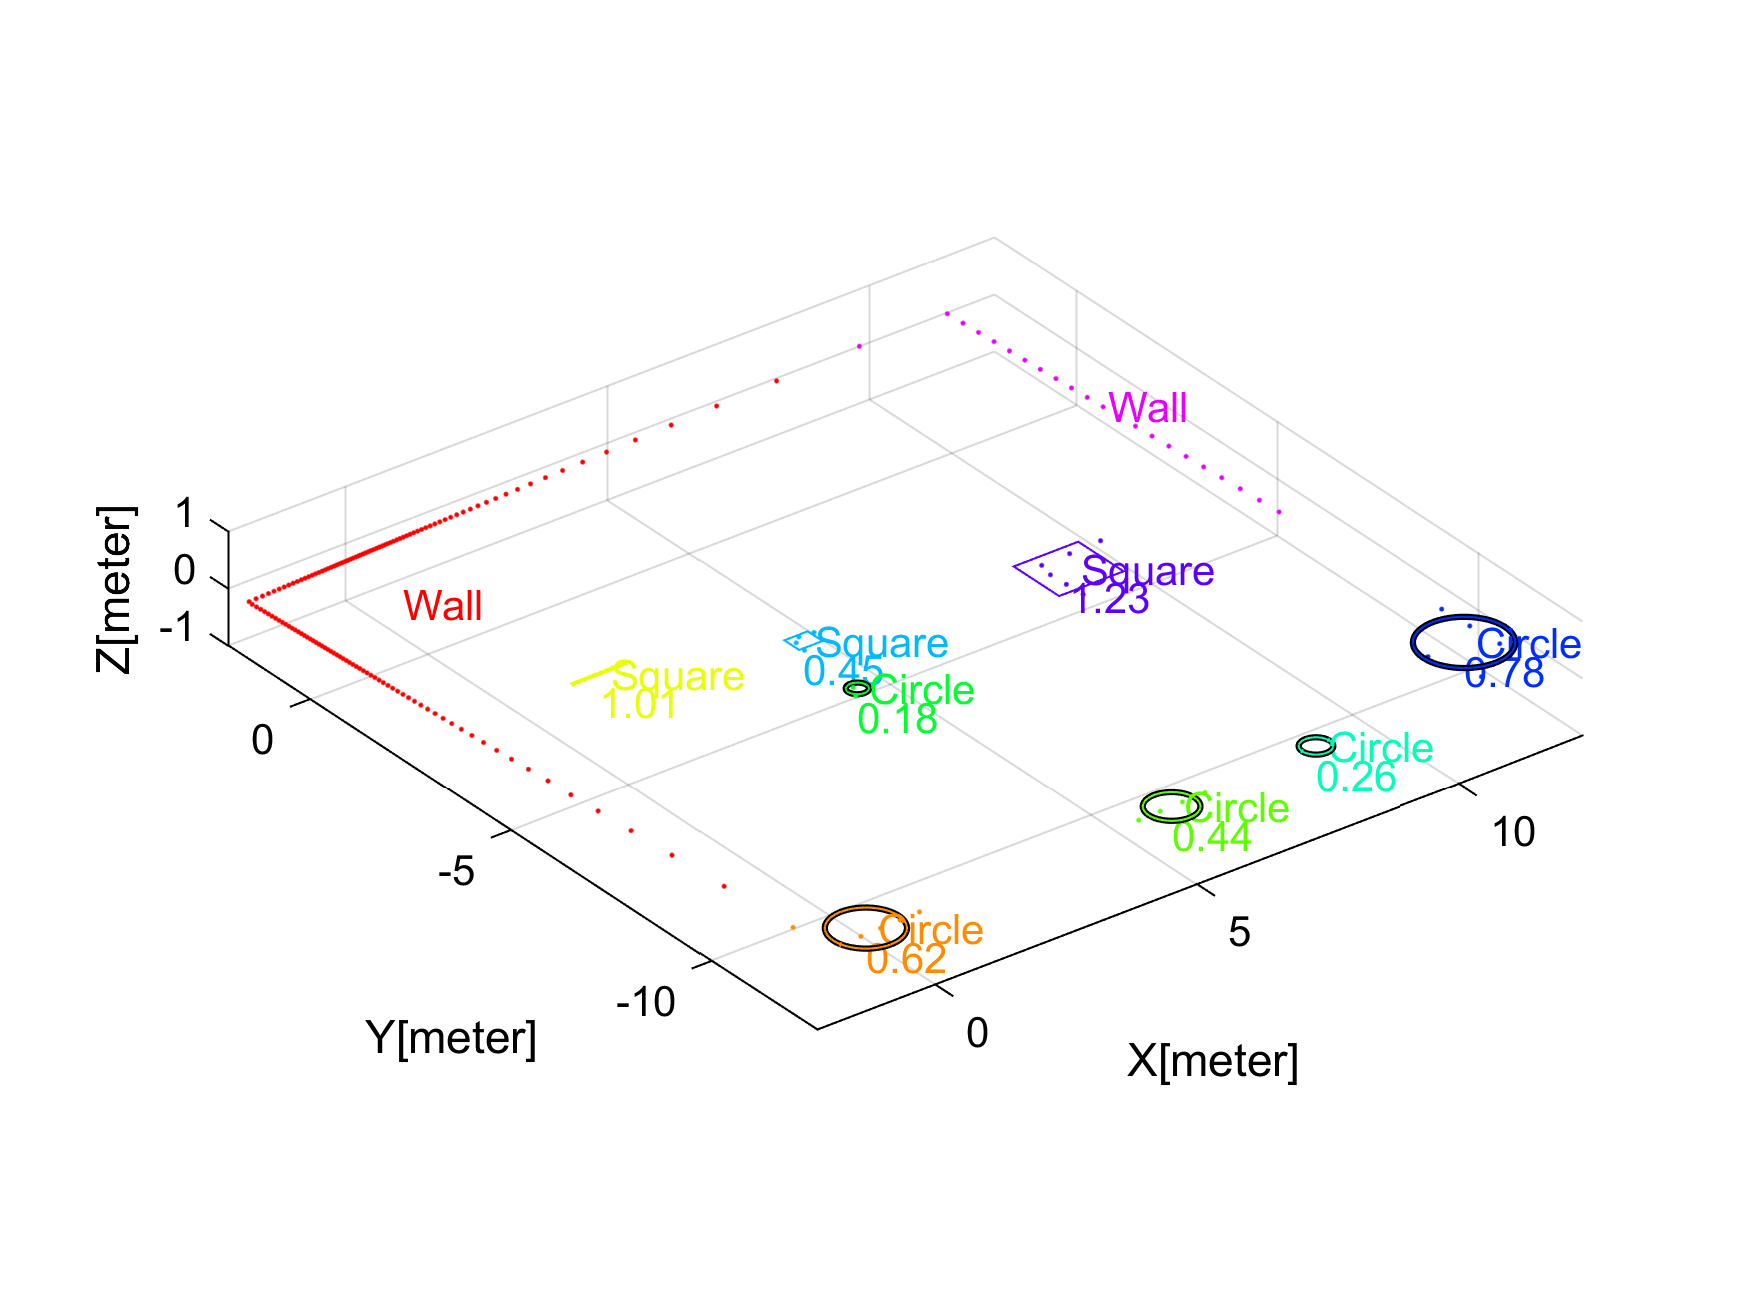 Wall
1
0
-1
Z[meter]
Wall
Square
1.23
Square
0.45
Square
1.01
Circle
0.18
Circle
0.78
Circle
0.26
Circle
0.44
Circle
0.62
0
-5
-10
Y[meter]
0
5
10
X[meter]